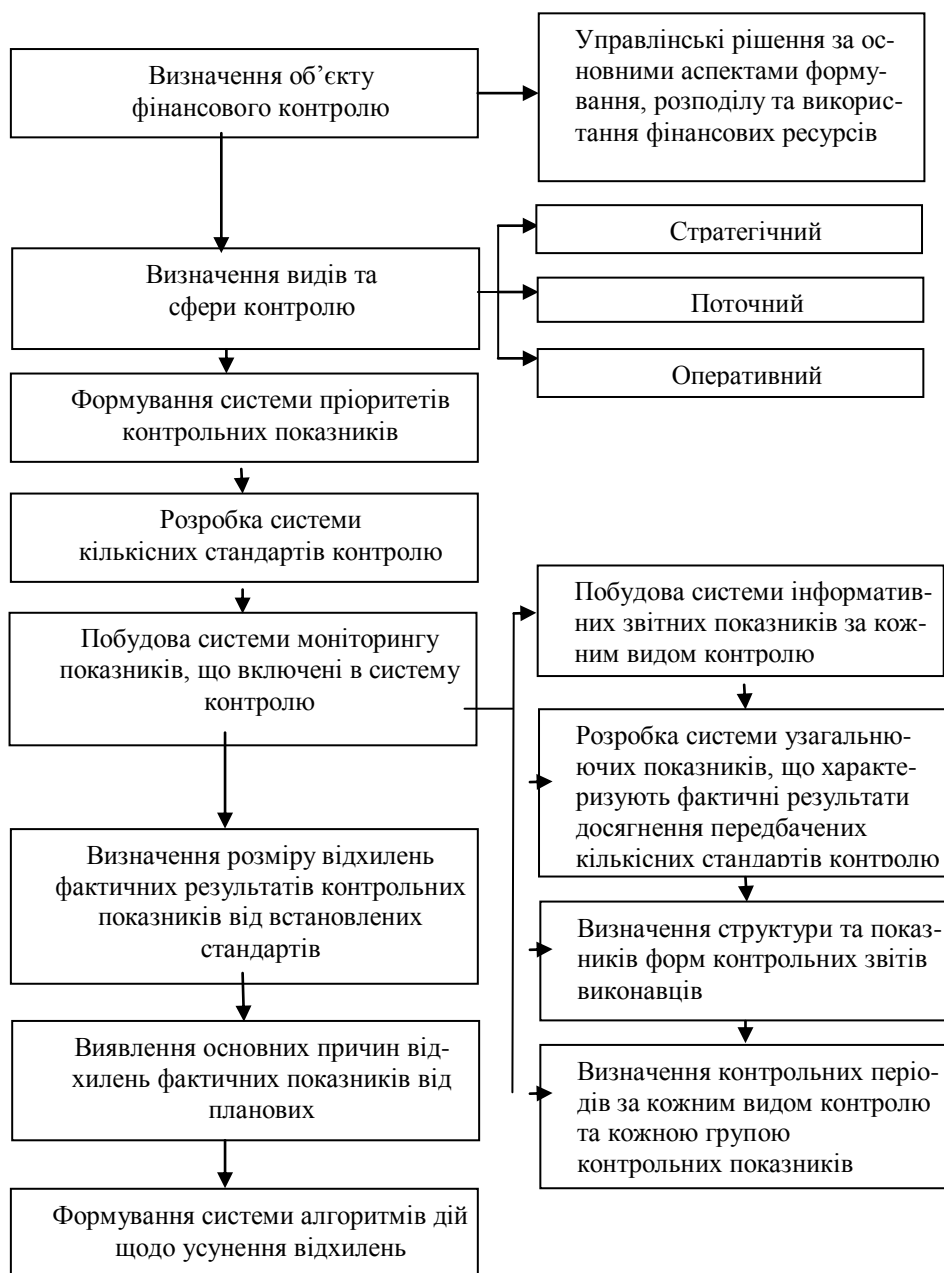 Визначення об’єкту
фінансового контролю
Управлінські рішення за ос-
новними аспектами форму-
вання, розподілу та викорис-
тання фінансових ресурсів
Визначення видів та
сфери контролю
Стратегічний
Поточний
Оперативний
Формування системи пріоритетів
контрольних показників
Розробка системи
кількісних стандартів контролю
Побудова системи моніторингу
показників, що включені в систему
контролю
Побудова системи інформатив-
них звітних показників за кож-
ним видом контролю
Розробка системи узагальню-
ючих показників, що характе-
ризують фактичні результати
досягнення передбачених
кількісних стандартів контролю
Визначення структури та показ-
ників форм контрольних звітів
виконавців
Визначення контрольних періо-
дів за кожним видом контролю
та кожною групою
контрольних показників
Визначення розміру відхилень
фактичних результатів контрольних
показників від встановлених
стандартів
Виявлення основних причин від-
хилень фактичних показників від
планових
Формування системи алгоритмів дій
щодо усунення відхилень